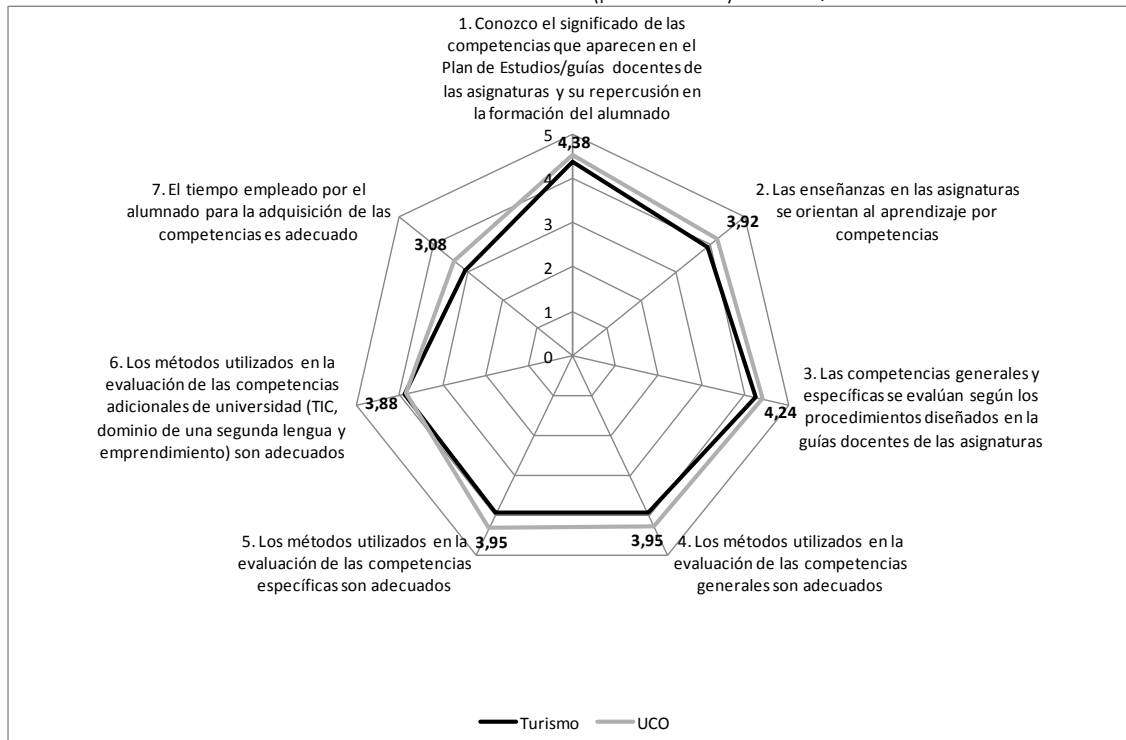 1. Conozco el significado de las
competencias que aparecen en el
Plan de Estudios/guías docentes de
las asignaturas y su repercusión en
la formación del alumnado
5
4,38
4
3
2
1
0
2. Las enseñanzas en las asignaturas
se orientan al aprendizaje por
competencias
3,92
3. Las competencias generales y
específicas se evalúan según los
procedimientos diseñados en la
guías docentes de las asignaturas
4,24
4. Los métodos utilizados en la
evaluación de las competencias
generales son adecuados
3,95
5. Los métodos utilizados en la
evaluación de las competencias
específicas son adecuados
3,95
6. Los métodos utilizados en la
evaluación de las competencias
adicionales de universidad (TIC,
dominio de una segunda lengua y
emprendimiento) son adecuados
3,88
7. El tiempo empleado por el
alumnado para la adquisición de las
competencias es adecuado
3,08
Turismo
UCO